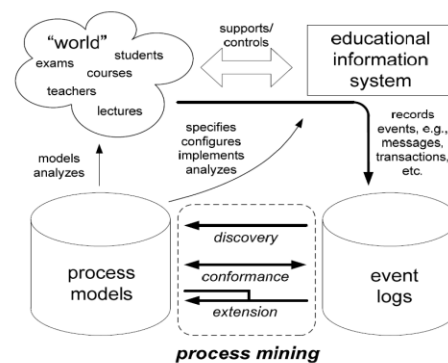 "world"
students
exams
courses
teachers
lectures
supports/
controls
educational
information
system
models
analyzes
specifies
configures
implements
analyzes
records
events, e.g.,
messages,
transactions,
etc.
process
models
discovery
conformance
extension
event
logs
process mining